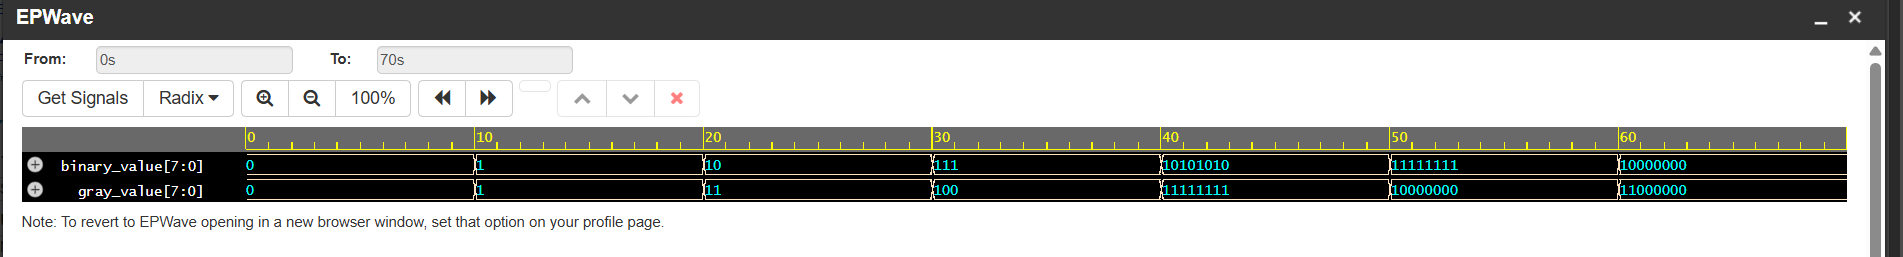 EPWave
From: 0s To: 70s
Get Signals Radix 100%
0 10 20 30 40 50 60
binary_value[7:0] 0 1 10 111 10101010 11111111 10000000
gray_value[7:0] 0 1 11 100 11111111 10000000 11000000
Note: To revert to EPWave opening in a new browser window, set that option on your profile page.